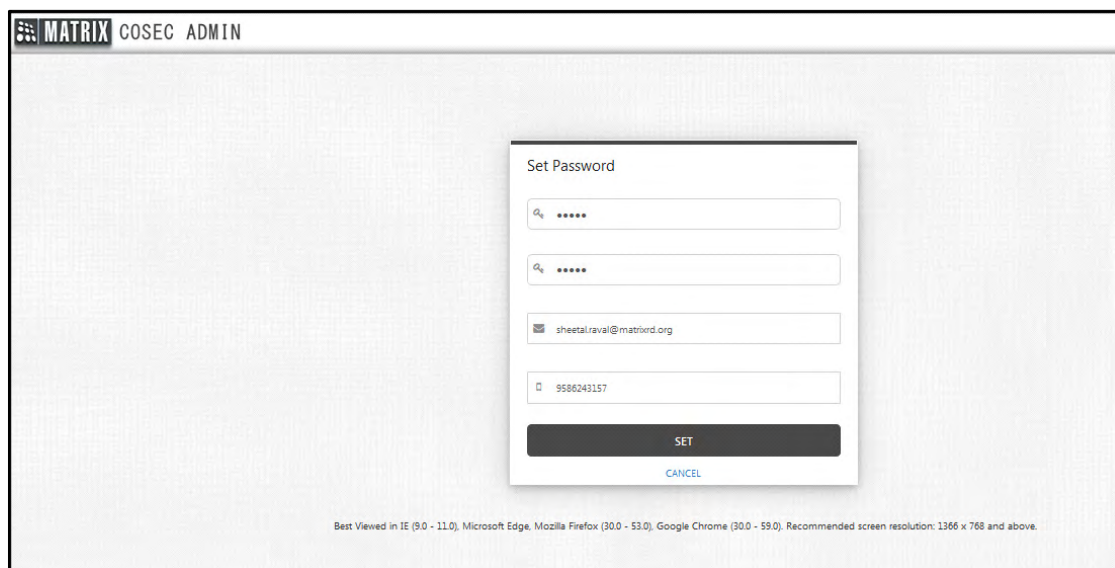 MATRIX COSEC ADMIN
Set Password
•••••
•••••
sheetal.raval@matrixrd.org
9586243157
SET
CANCEL
Best Viewed in IE (9.0 - 11.0), Microsoft Edge, Mozilla Firefox (30.0 - 53.0), Google Chrome (30.0 - 59.0). Recommended screen resolution: 1366 x 768 and above.